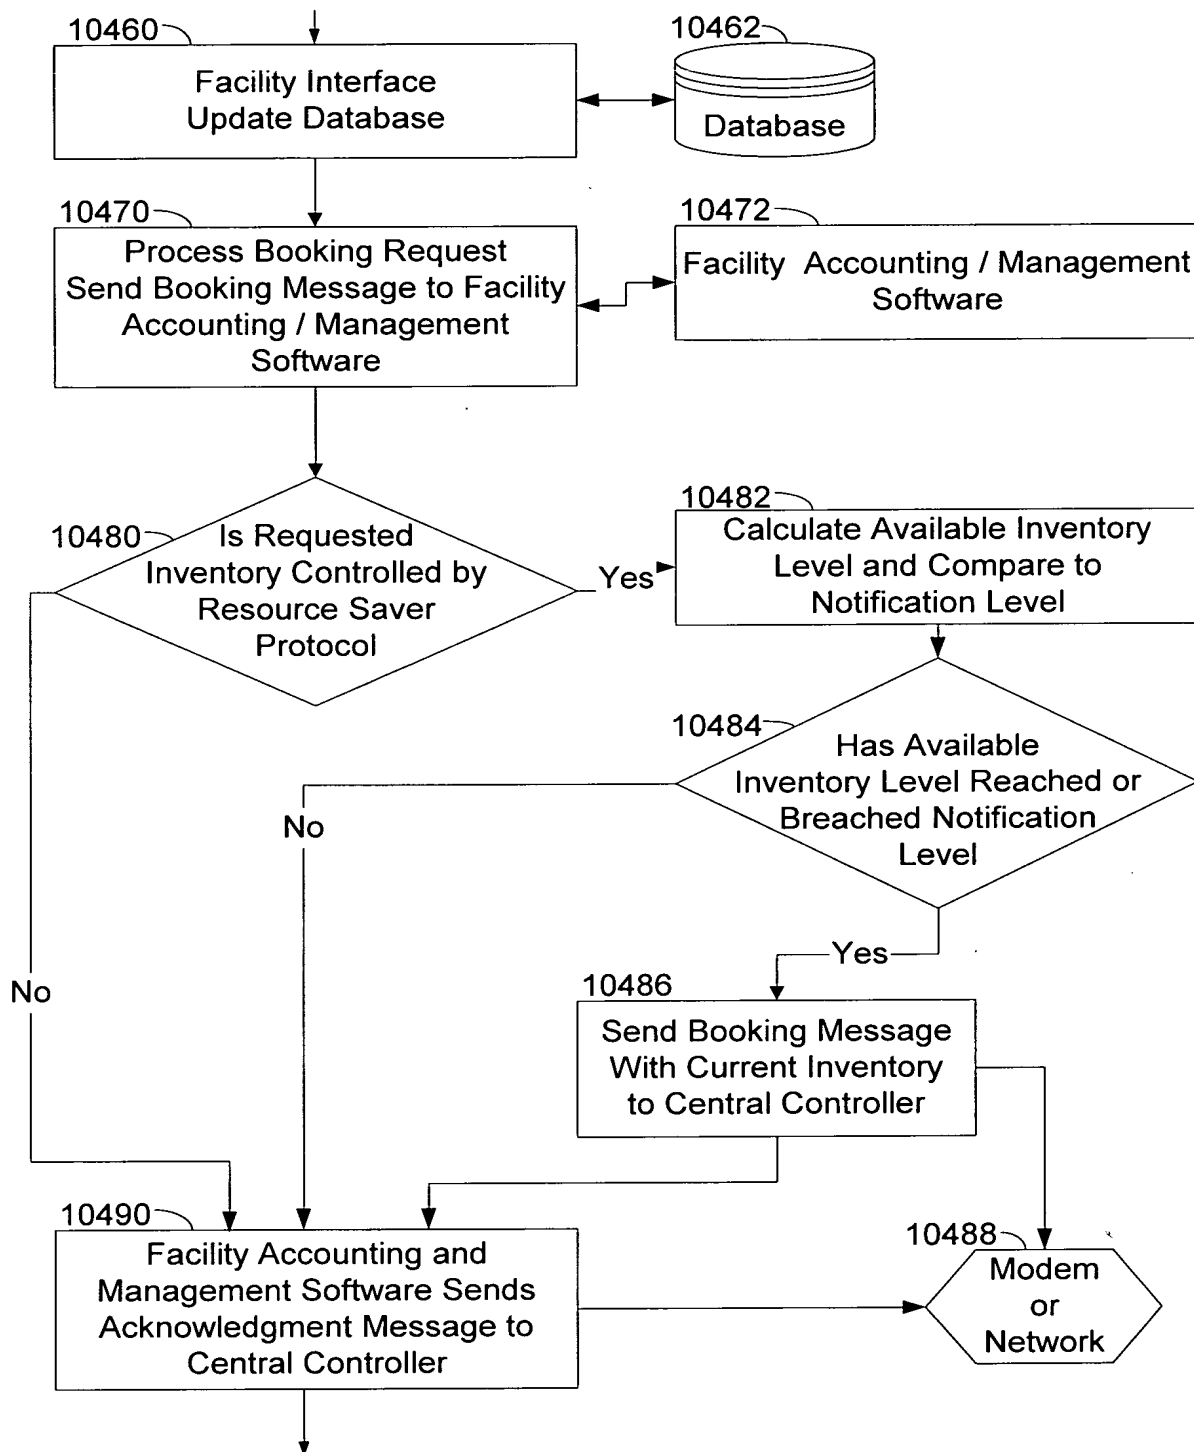 10460
Facility Interface
Update Database
10462
Database
10470
Process Booking Request
Send Booking Message to Facility
Accounting / Management
Software
10472
Facility Accounting / Management
Software
10480
Is Requested
Inventory Controlled by
Resource Saver
Protocol
Yes
10482
Calculate Available Inventory
Level and Compare to
Notification Level
10484
Has Available
Inventory Level Reached or
Breached Notification
Level
No
Yes
No
10486
Send Booking Message
With Current Inventory
to Central Controller
10490
Facility Accounting and
Management Software Sends
Acknowledgment Message to
Central Controller
10488
Modem
or
Network